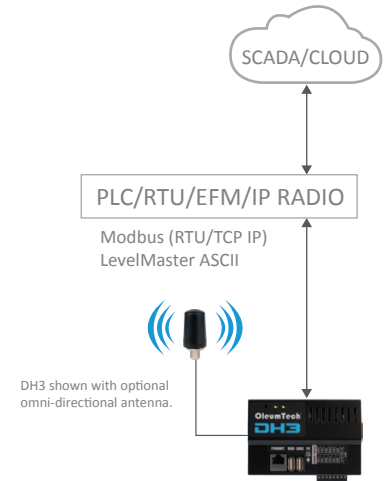 SCADA/CLOUD
PLC/RTU/EFM/IP RADIO
Modbus (RTU/TCP IP)
LevelMaster ASCII
DH3 shown with optional
omni-directional antenna.
OleumTech
DH3
ETHERNET